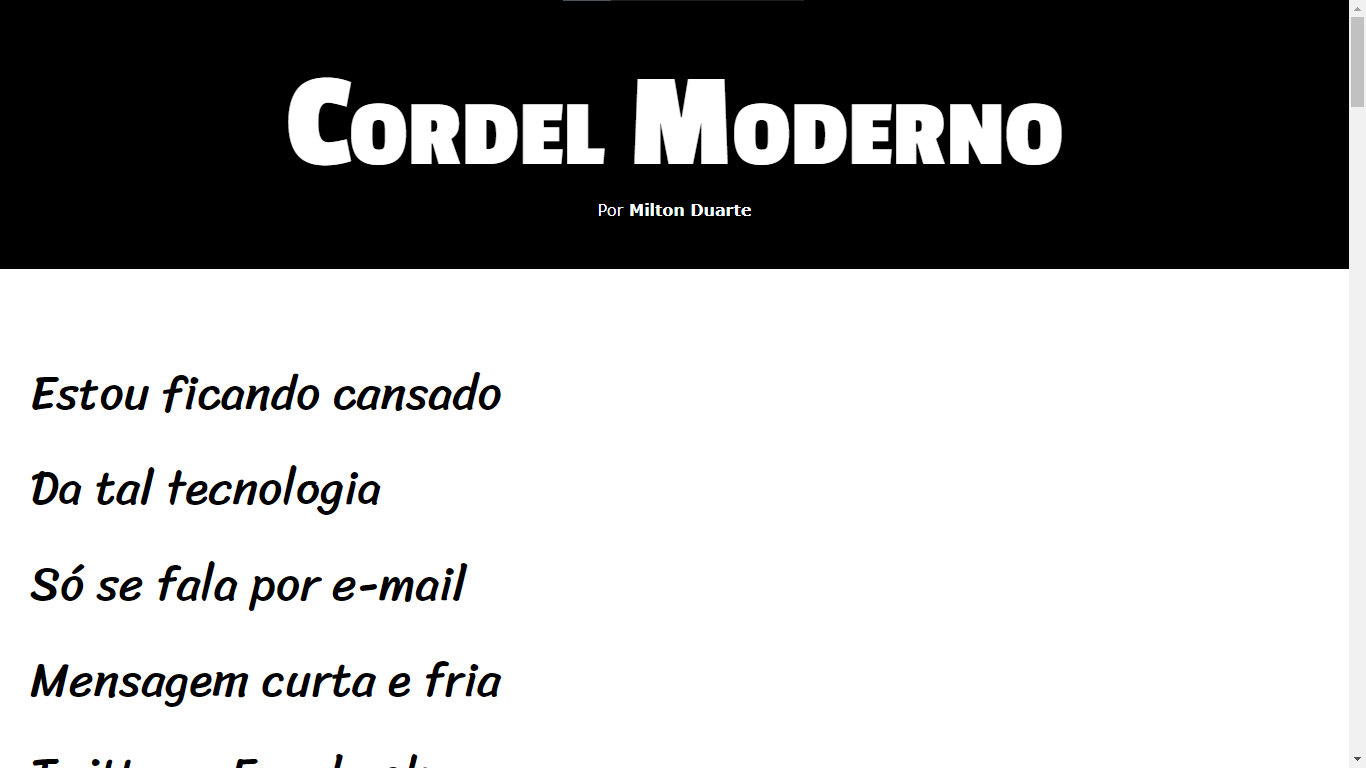 Cordel Moderno
Por Milton Duarte
Estou ficando cansado
Da tal tecnologia
Só se fala por e-mail
Mensagem curta e fria